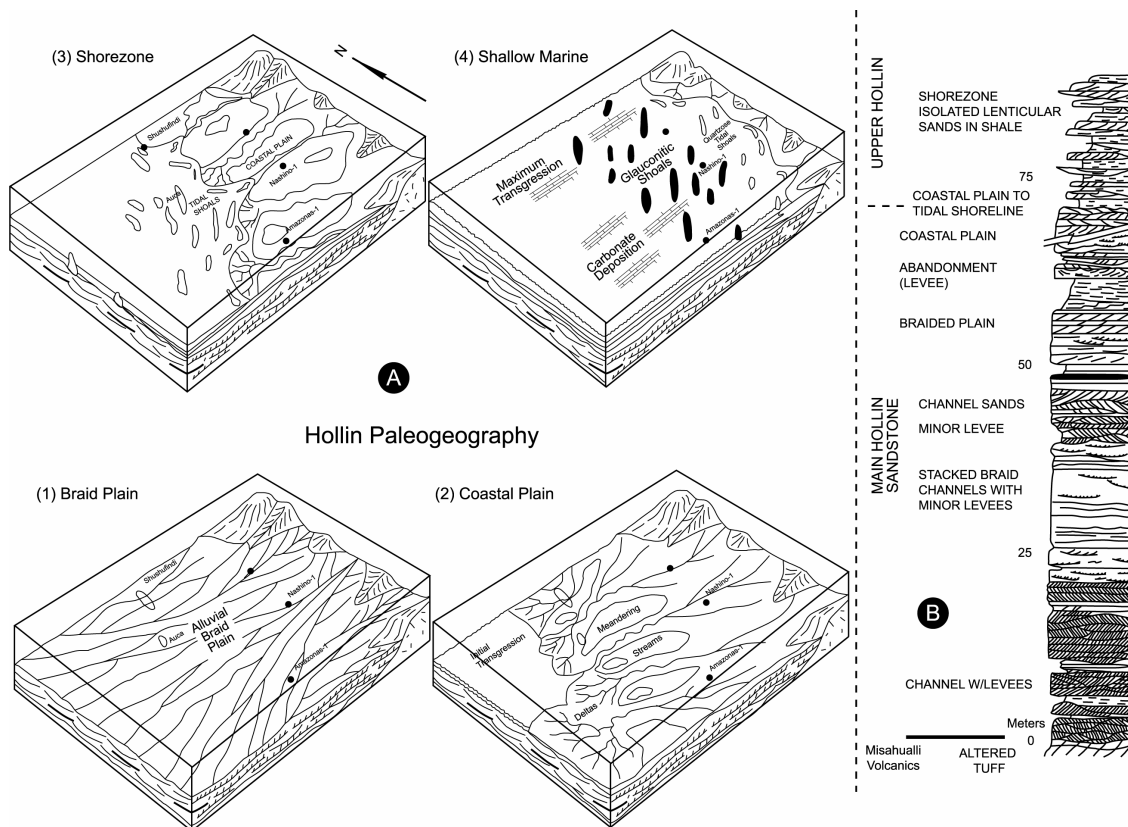 (3) Shorezone
N
(4) Shallow Marine
Shushufindi
COASTAL PLAIN
Nashino-1
Auca
TIDAL
SHOALS
Amazonas-1
Maximum
Transgression
Glauconitic
Shoals
Quartzose
Tidal
Shoals
Nashino-1
Carbonate
Deposition
Amazonas-1
A
Hollin Paleogeography
(1) Braid Plain
(2) Coastal Plain
Shushufindi
Nashino-1
Auca
Alluvial
Braid
Plain
Amazonas-1
Initial
Transgression
Meandering
Streams
Nashino-1
Amazonas-1
Deltas
UPPER HOLLIN
SHOREZONE
ISOLATED LENTICULAR
SANDS IN SHALE
75
COASTAL PLAIN TO
TIDAL SHORELINE
COASTAL PLAIN
ABANDONMENT
(LEVEE)
BRAIDED PLAIN
50
MAIN HOLLIN
SANDSTONE
CHANNEL SANDS
MINOR LEVEE
STACKED BRAID
CHANNELS WITH
MINOR LEVEES
25
B
CHANNEL W/LEVEES
Meters
0
Misahualli
Volcanics
ALTERED
TUFF